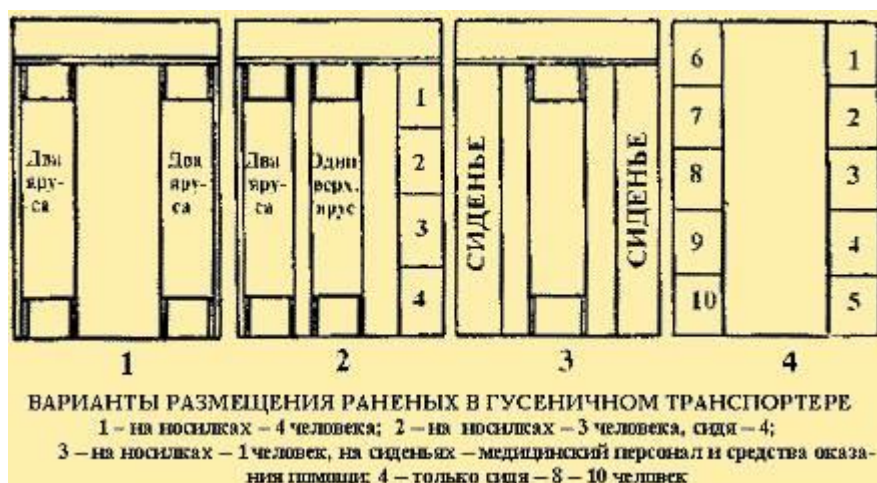 Два
яру-
са
Два
яру-
са
1
Два
яру-
са
Один
верх.
ярус
1
2
3
4
2
СИДЕНЬЕ
СИДЕНЬЕ
3
6
7
8
9
10
1
2
3
4
5
4
ВАРИАНТЫ РАЗМЕЩЕНИЯ РАНЕНЫХ В ГУСЕНИЧНОМ ТРАНСПОРТЕРЕ
1 – на носилках – 4 человека; 2 – на носилках – 3 человека, сидя – 4;
3 – на носилках – 1 человек, на сиденьях – медицинский персонал и средства оказа-
ния помощи; 4 – только сидя – 8 – 10 человек